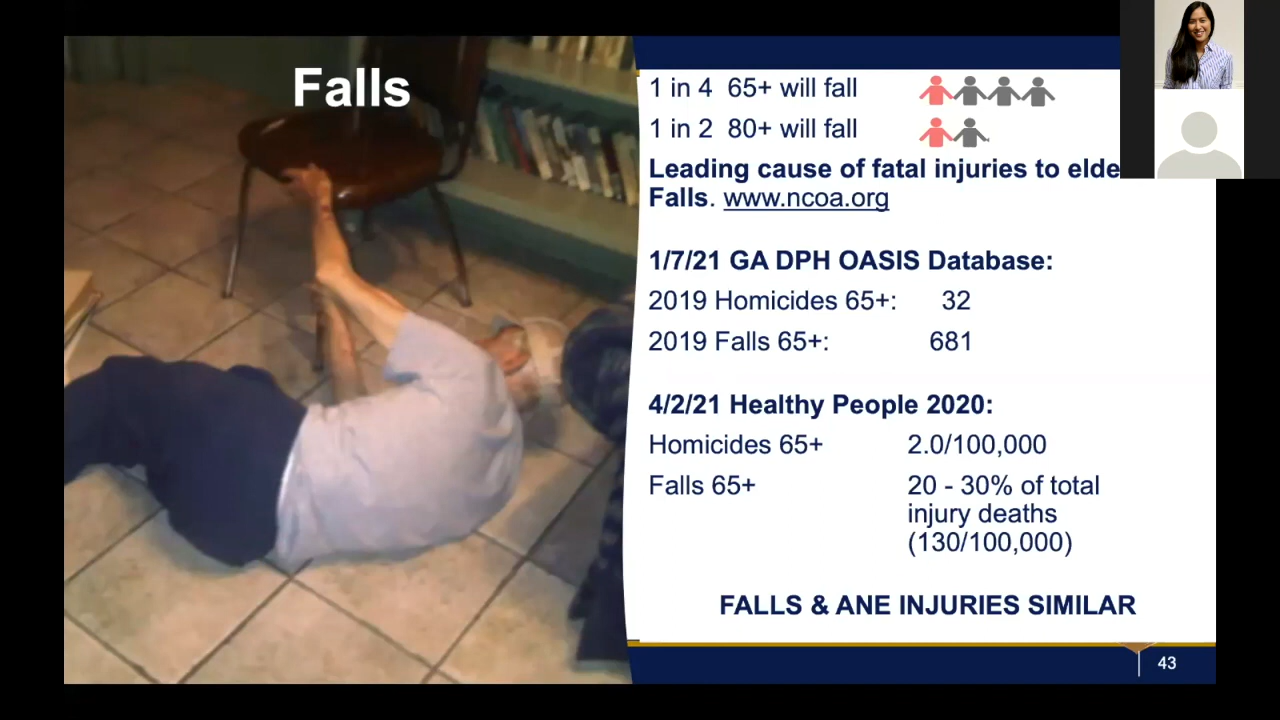 Falls
1 in 4 65+ will fall
1 in 2 80+ will fall
Leading cause of fatal injuries to elde
Falls. www.ncoa.org
1/7/21 GA DPH OASIS Database:
2019 Homicides 65+: 32
2019 Falls 65+: 681
4/2/21 Healthy People 2020:
Homicides 65+ 2.0/100,000
Falls 65+ 20 - 30% of total
injury deaths
(130/100,000)
FALLS & ANE INJURIES SIMILAR
43